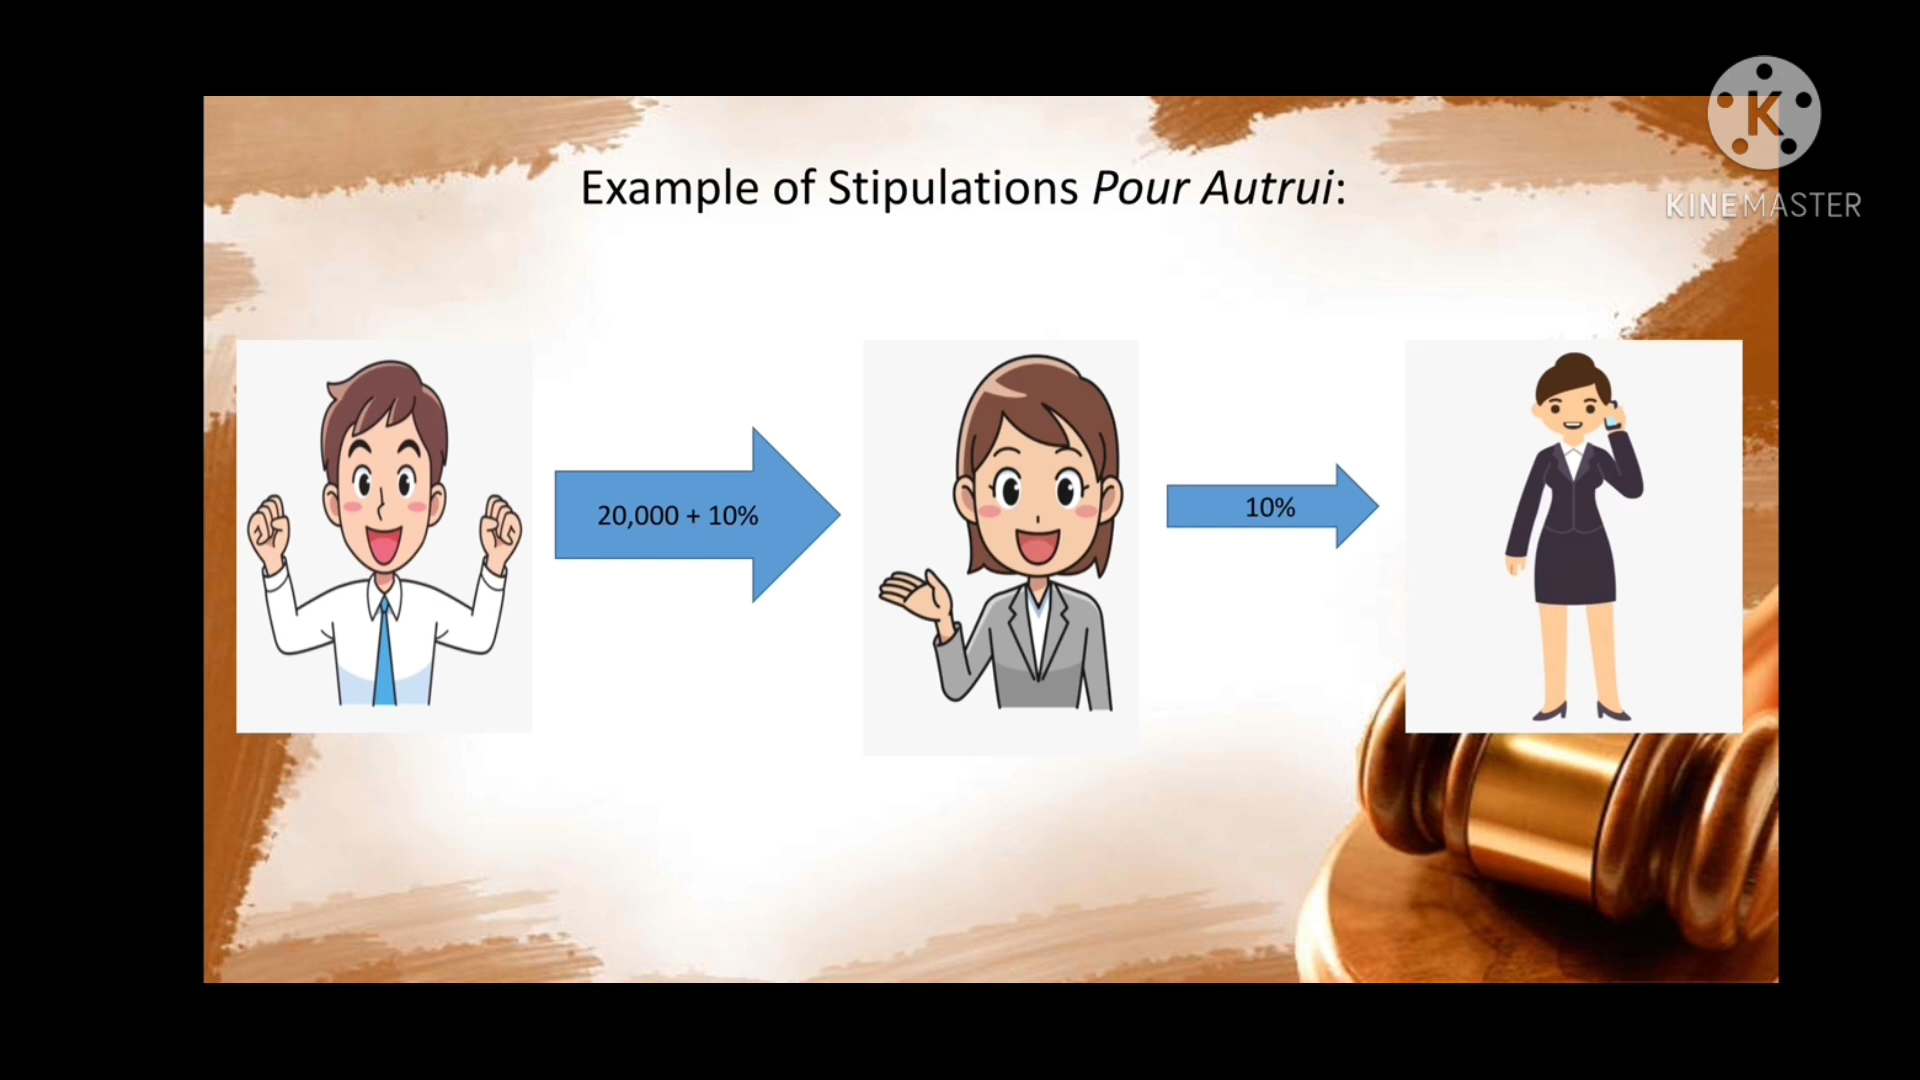 K
KINEMASTER
Example of Stipulations Pour Autrui:
20,000 + 10%
10%